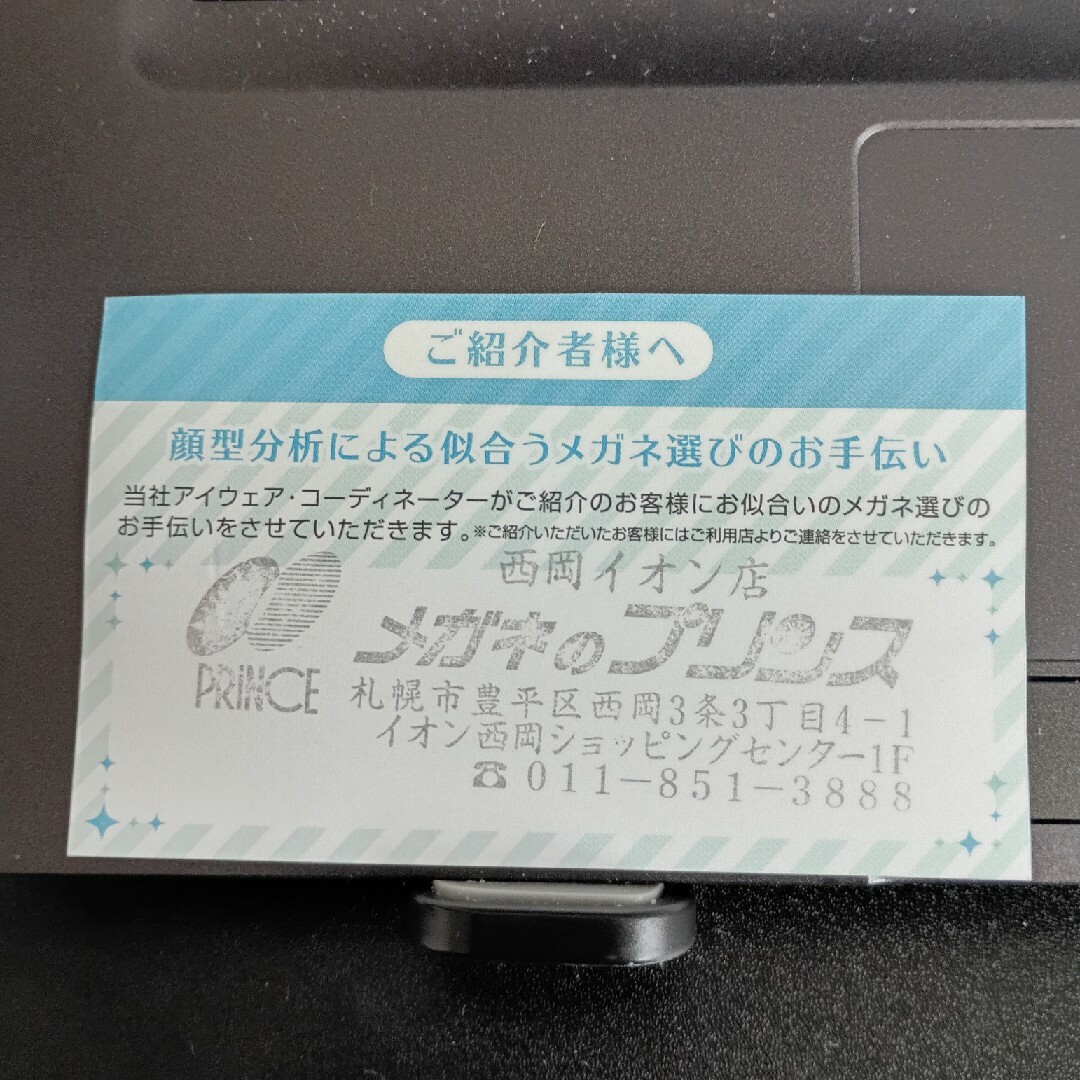 ご紹介者様へ
顔型分析による似合うメガネ選びのお手伝い
当社アイウェア・コーディネーターがご紹介のお客様にお似合いのメガネ選びの
お手伝いをさせていただきます。※ご紹介いただいたお客様にはご利用店よりご連絡をさせていただきます。
西岡イオン店
メガネのプリンス
PRINCE
札幌市豊平区西岡3条3丁目4-1
イオン西岡ショッピングセンター1F
☎011-851-3888